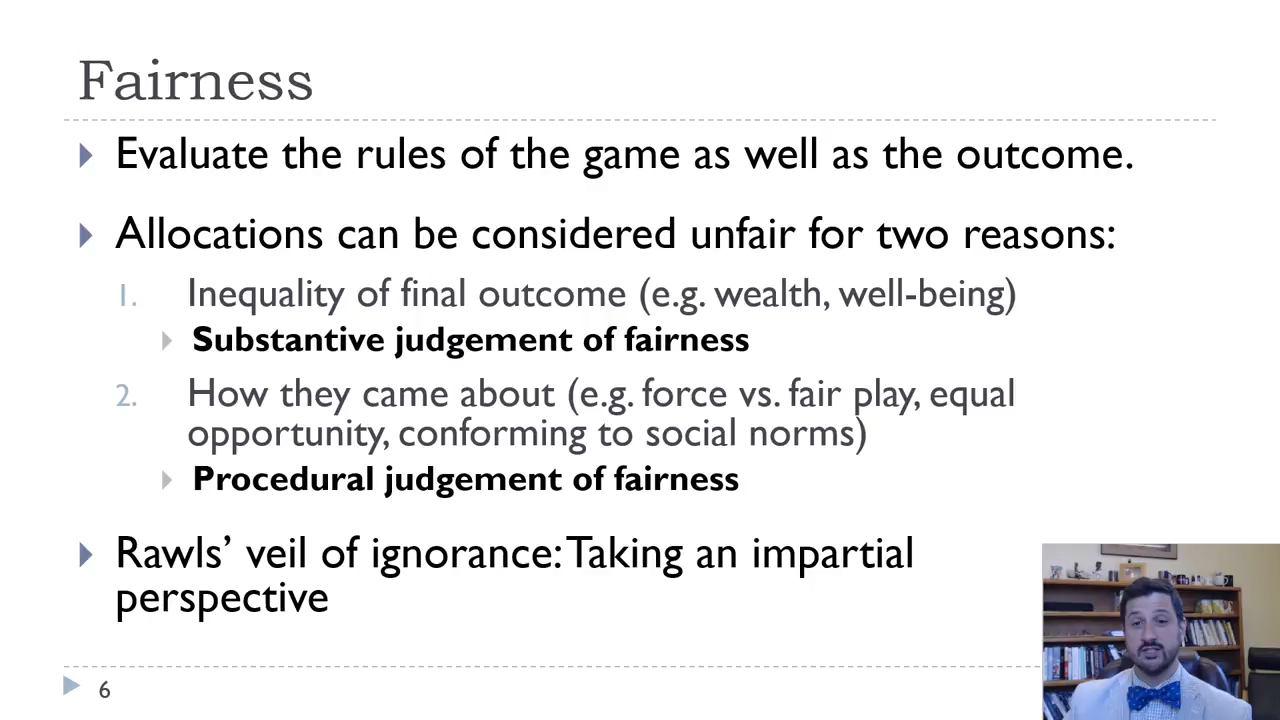 Fairness
Evaluate the rules of the game as well as the outcome.
Allocations can be considered unfair for two reasons:
1. Inequality of final outcome (e.g. wealth, well-being)
Substantive judgement of fairness
2. How they came about (e.g. force vs. fair play, equal
opportunity, conforming to social norms)
Procedural judgement of fairness
Rawls’ veil of ignorance: Taking an impartial
perspective
6